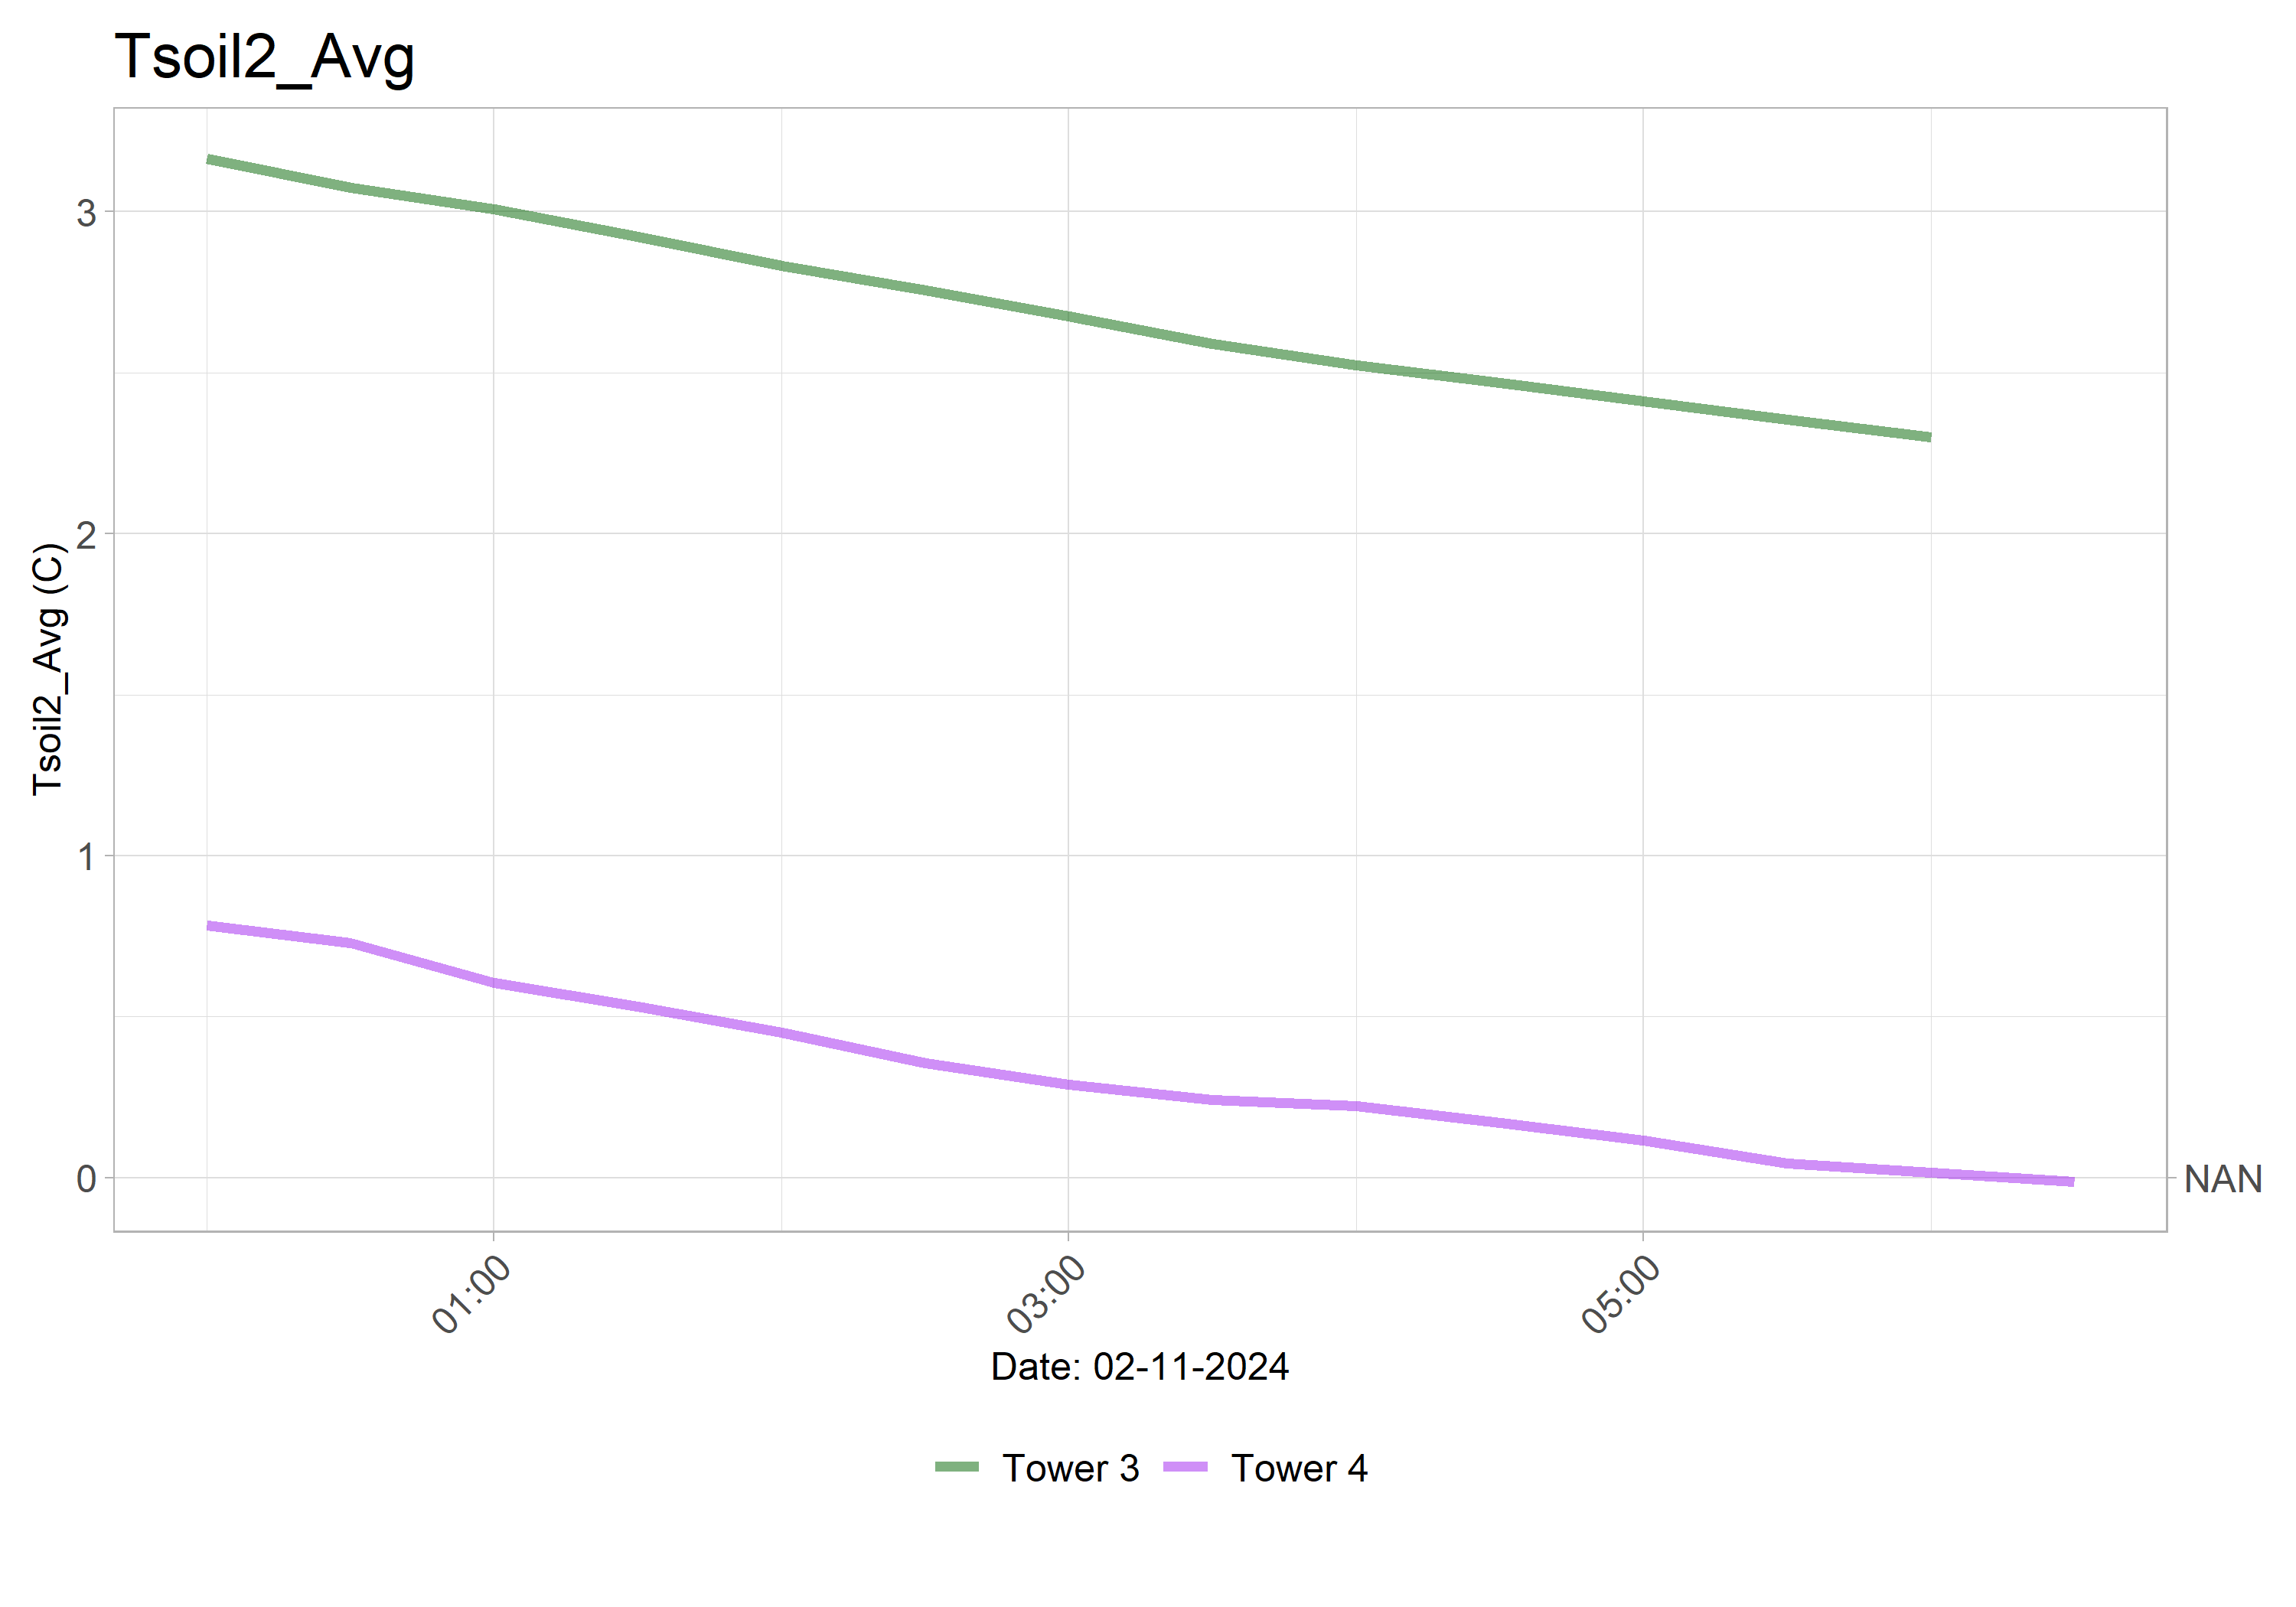 Tsoil2_Avg
Tsoil2_Avg (C)
3
2
1
0
NAN
01:00
03:00
05:00
Date: 02-11-2024
Tower 3
Tower 4